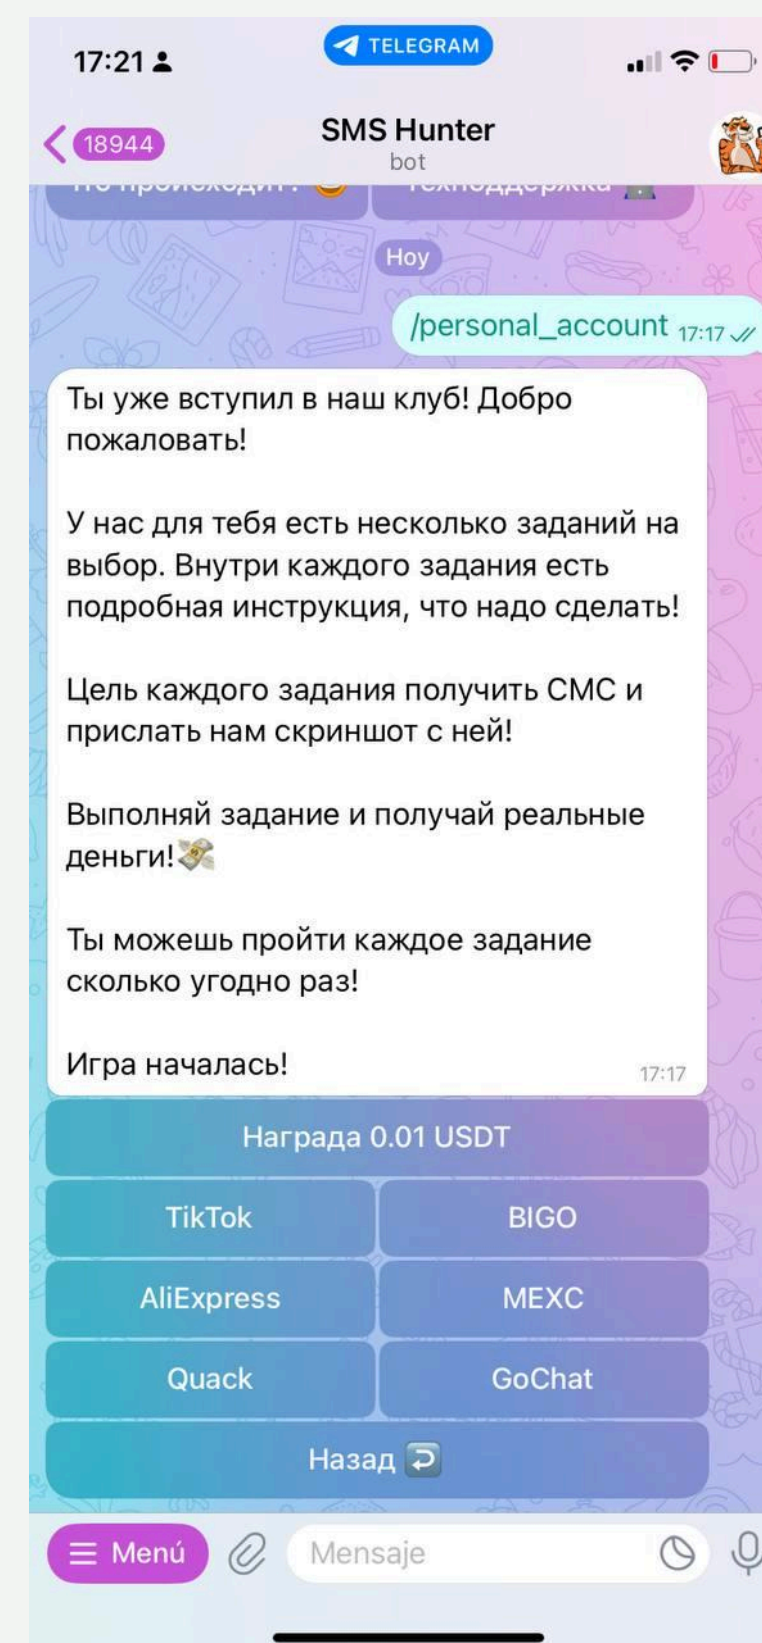 17:21
TELEGRAM
18944
SMS Hunter
bot
Hoy
/personal_account 17:17
Ты уже вступил в наш клуб! Добро
пожаловать!
У нас для тебя есть несколько заданий на
выбор. Внутри каждого задания есть
подробная инструкция, что надо сделать!
Цель каждого задания получить СМС и
прислать нам скриншот с ней!
Выполняй задание и получай реальные
деньги!💸
Ты можешь пройти каждое задание
сколько угодно раз!
Игра началась!
17:17
Награда 0.01 USDT
TikTok
BIGO
AliExpress
MEXC
Quack
GoChat
Назад
Menú
Mensaje